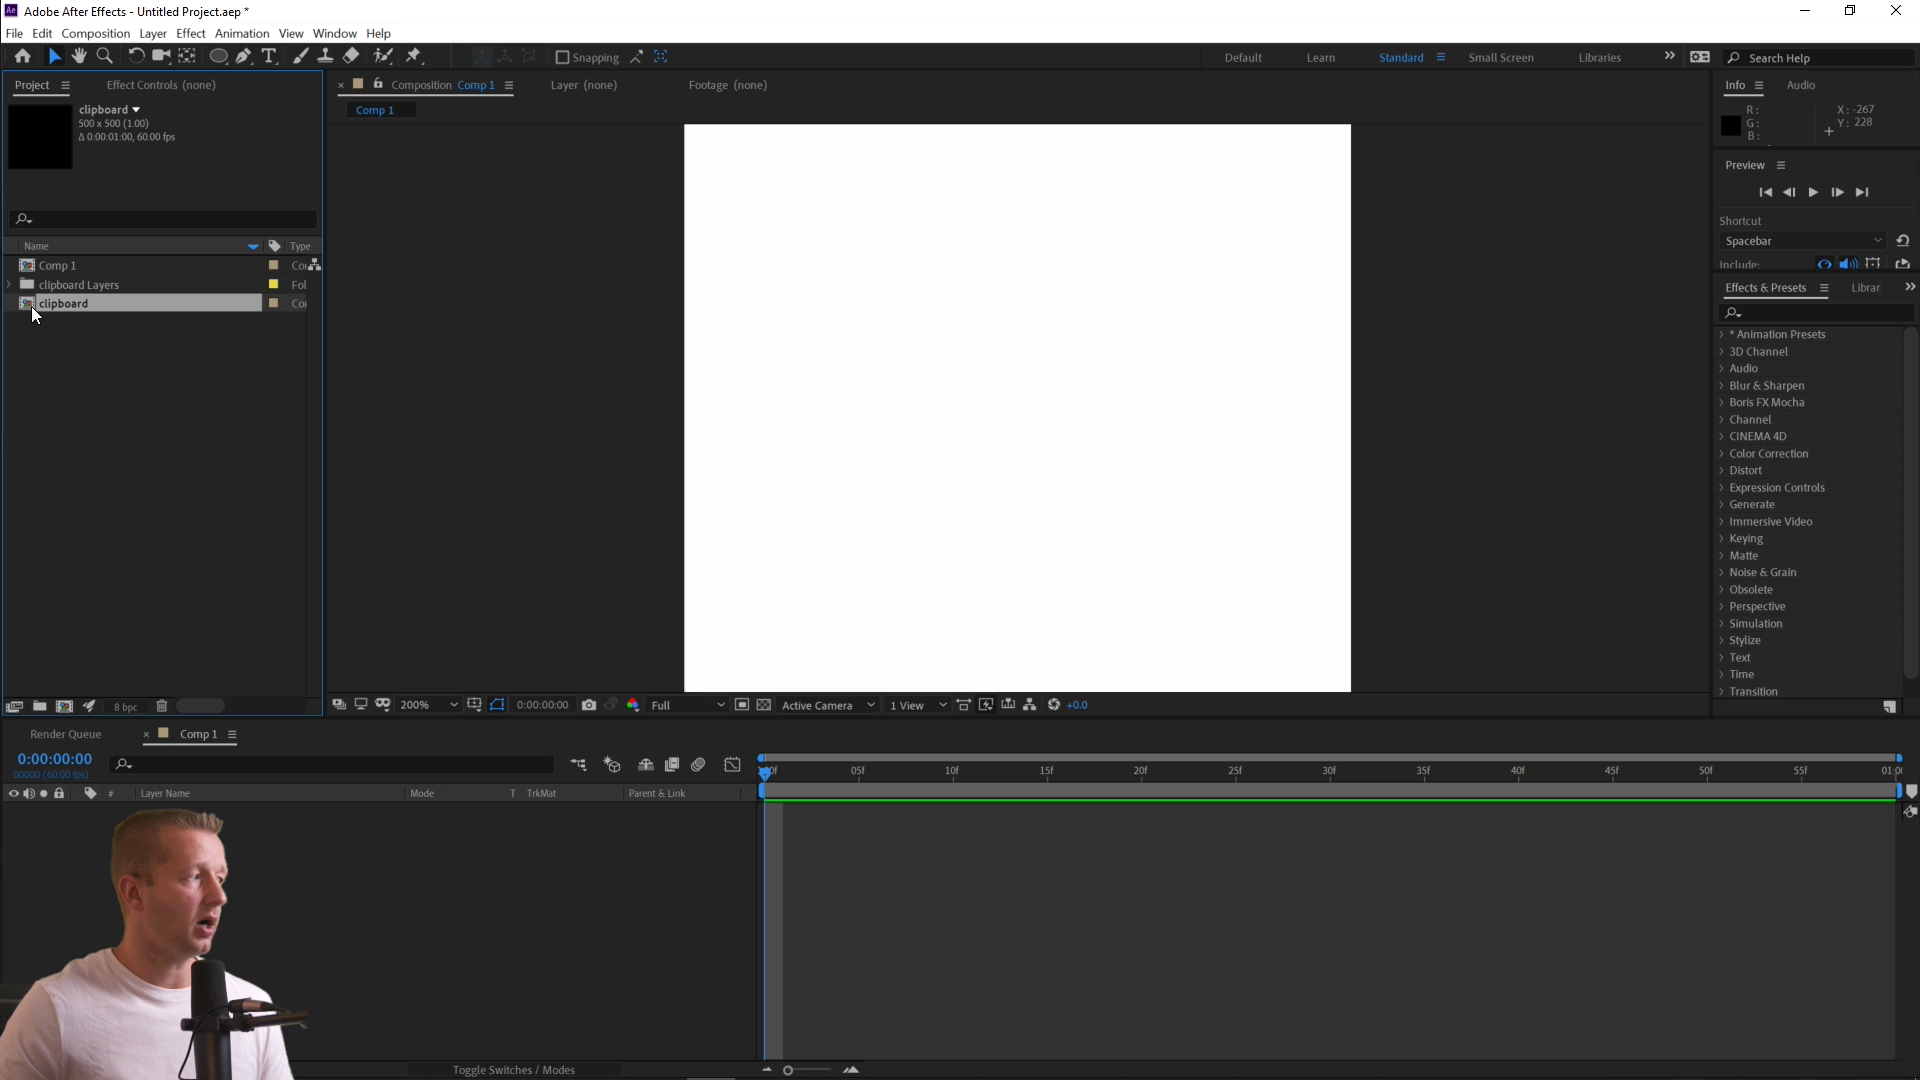 Ae Adobe After Effects - Untitled Project.aep *
File Edit Composition Layer Effect Animation View Window Help
Snapping
Default Learn Standard Small Screen Libraries Search Help
Project Effect Controls (none)
clipboard
500 x 500 (1.00)
Δ 0:00:01:00, 60.00 fps
Name Type
Comp 1
clipboard Layers Fol
clipboard
8 bpc
Composition Comp 1 Layer (none) Footage (none)
Comp 1
200% 0:00:00:00 Full Active Camera 1 View +0.0
Info Audio
R: X: -267
G: Y: 228
B:
Preview
Shortcut
Spacebar
Include:
Effects & Presets Librar
* Animation Presets
3D Channel
Audio
Blur & Sharpen
Boris FX Mocha
Channel
CINEMA 4D
Color Correction
Distort
Expression Controls
Generate
Immersive Video
Keying
Matte
Noise & Grain
Obsolete
Perspective
Simulation
Stylize
Text
Time
Transition
Render Queue Comp 1
0:00:00:00
00000 (60.00 fps)
05f 10f 15f 20f 25f 30f 35f 40f 45f 50f 55f
# Layer Name Mode T TrkMat Parent & Link
Toggle Switches / Modes